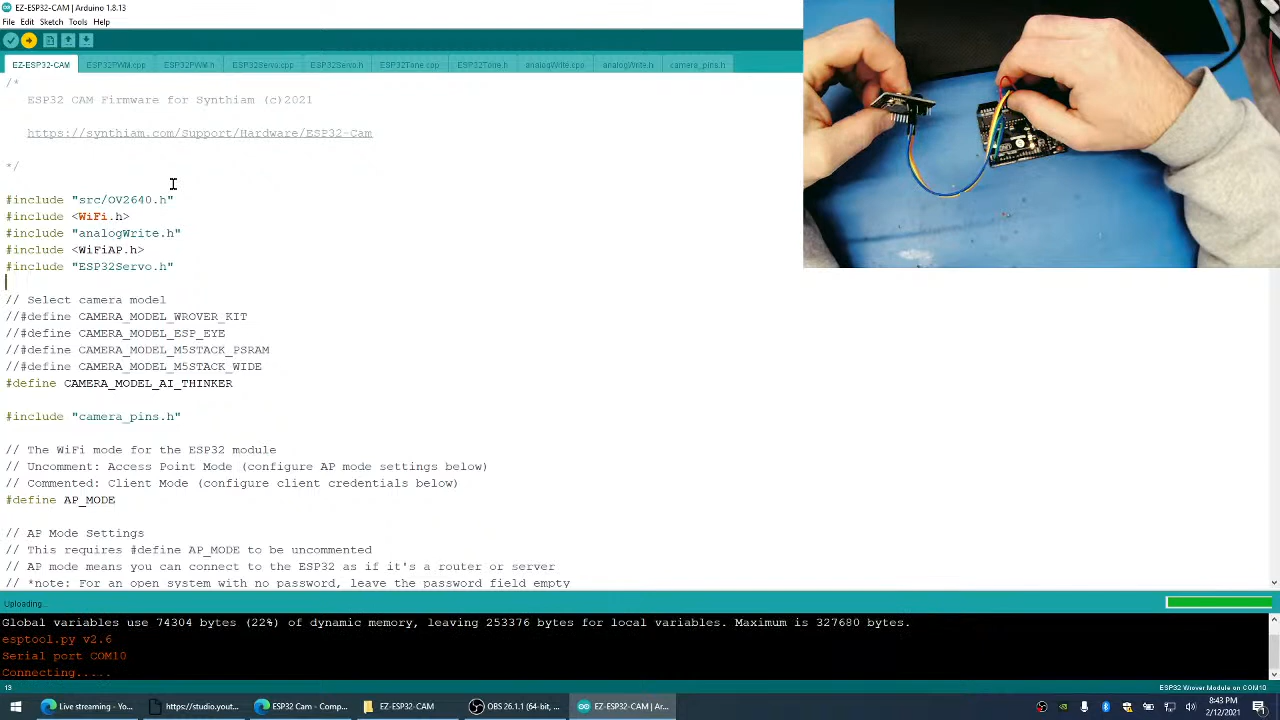 EZ-ESP32-CAM | Arduino 1.8.13
File Edit Sketch Tools Help
EZ-ESP32-CAM ESP32PWM.cpp ESP32PWM.h ESP32Servo.cpp ESP32Servo.h ESP32Tone.cpp ESP32Tone.h analogWrite.cpp analogWrite.h camera_pins.h
/*
ESP32 CAM Firmware for Synthiam (c)2021
https://synthiam.com/Support/Hardware/ESP32-Cam
*/
#include "src/OV2640.h"
#include <WiFi.h>
#include "analogWrite.h"
#include <WiFiAP.h>
#include "ESP32Servo.h"
// Select camera model
//#define CAMERA_MODEL_WROVER_KIT
//#define CAMERA_MODEL_ESP_EYE
//#define CAMERA_MODEL_M5STACK_PSRAM
//#define CAMERA_MODEL_M5STACK_WIDE
#define CAMERA_MODEL_AI_THINKER
#include "camera_pins.h"
// The WiFi mode for the ESP32 module
// Uncomment: Access Point Mode (configure AP mode settings below)
// Commented: Client Mode (configure client credentials below)
#define AP_MODE
// AP Mode Settings
// This requires #define AP_MODE to be uncommented
// AP mode means you can connect to the ESP32 as if it's a router or server
// *note: For an open system with no password, leave the password field empty
Uploading...
Global variables use 74304 bytes (22%) of dynamic memory, leaving 253376 bytes for local variables. Maximum is 327680 bytes.
esptool.py v2.6
Serial port COM10
Connecting.....
13 ESP32 Wrover Module on COM10
Live streaming - Yo... https://studio.yout... ESP32 Cam - Comp... EZ-ESP32-CAM OBS 26.1.1 (64-bit, ... EZ-ESP32-CAM | Ar... 8:43 PM
2/12/2021